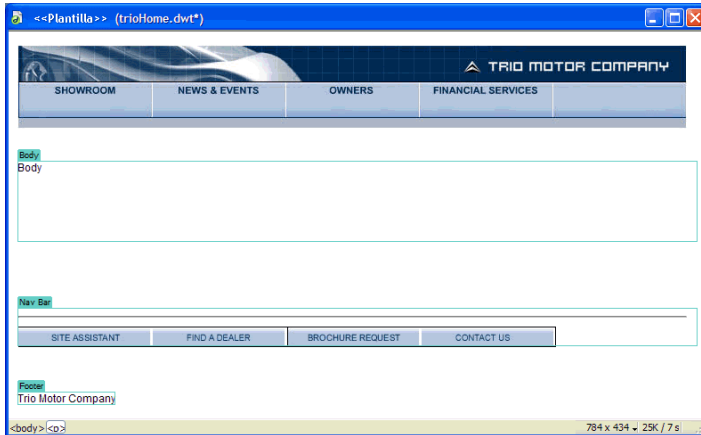 <<Plantilla>> (trioHome.dwt*)
TRIO MOTOR COMPANY
SHOWROOM NEWS & EVENTS OWNERS FINANCIAL SERVICES
Body
Body
Nav Bar
SITE ASSISTANT FIND A DEALER BROCHURE REQUEST CONTACT US
Footer
Trio Motor Company
<body> <p> 784 x 434 25K / 7 s